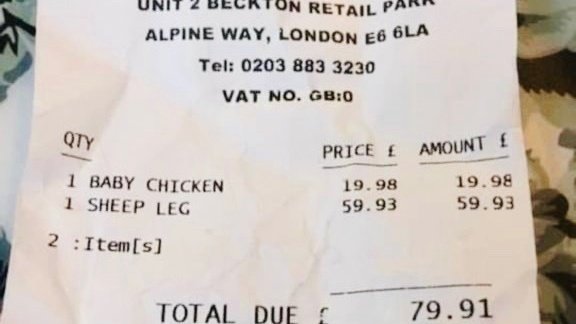 UNIT 2 BECKTON RETAIL PARK
ALPINE WAY, LONDON E6 6LA
Tel: 0203 883 3230
VAT NO. GB:0
QTY PRICE £ AMOUNT £
1 BABY CHICKEN 19.98 19.98
1 SHEEP LEG 59.93 59.93
2 :Item[s]
TOTAL DUE £ 79.91